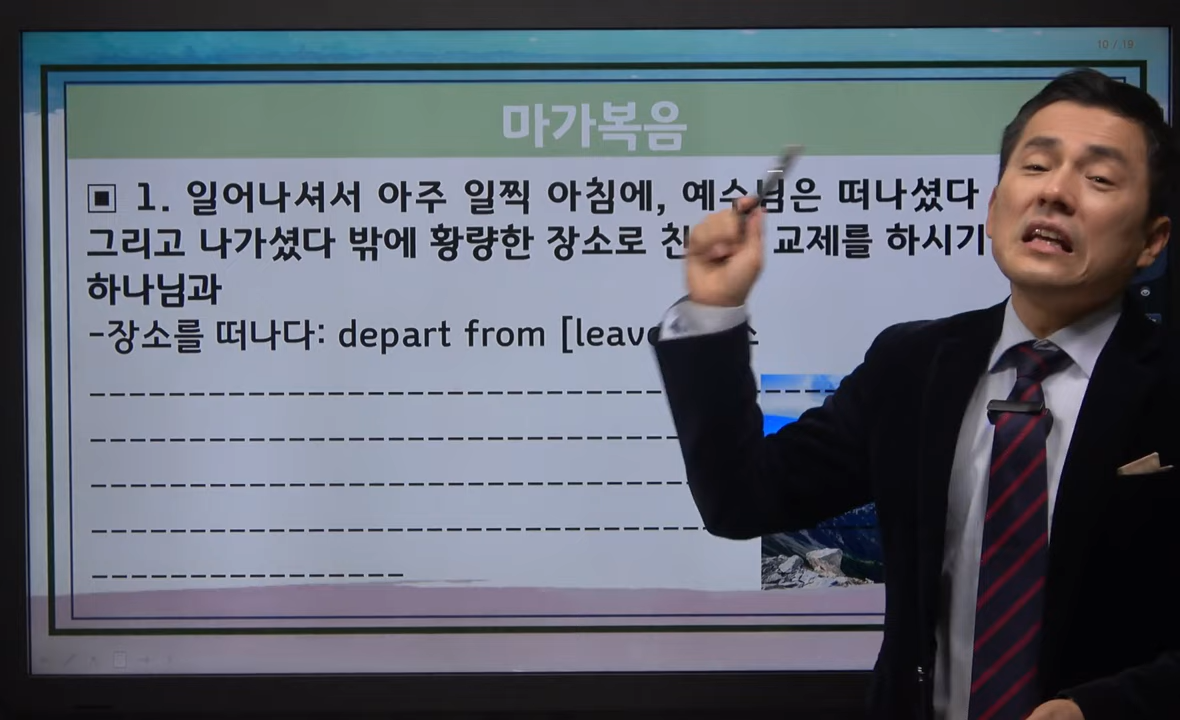 10 / 19
마가복음
▣ 1. 일어나셔서 아주 일찍 아침에, 예수님은 떠나셨다
그리고 나가셨다 밖에 황량한 장소로 교제를 하시기
하나님과
-장소를 떠나다: depart from [leave